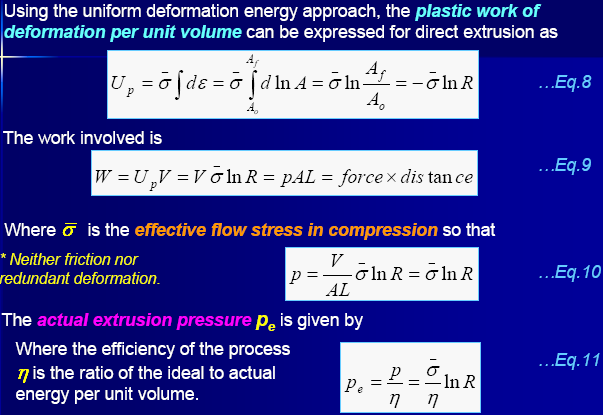 Using the uniform deformation energy approach, the plastic work of
deformation per unit volume can be expressed for direct extrusion as
U_p = σ̄ ∫ dε = σ̄ ∫_{A_o}^{A_f} d ln A = σ̄ ln A_f/A_o = −σ̄ ln R ...Eq.8
The work involved is
W = U_p V = V σ̄ ln R = pAL = force × dis tan ce ...Eq.9
Where σ̄ is the effective flow stress in compression so that
* Neither friction nor
redundant deformation.
p = V/AL σ̄ ln R = σ̄ ln R ...Eq.10
The actual extrusion pressure p_e is given by
Where the efficiency of the process
η is the ratio of the ideal to actual
energy per unit volume.
p_e = p/η = σ̄/η ln R ...Eq.11